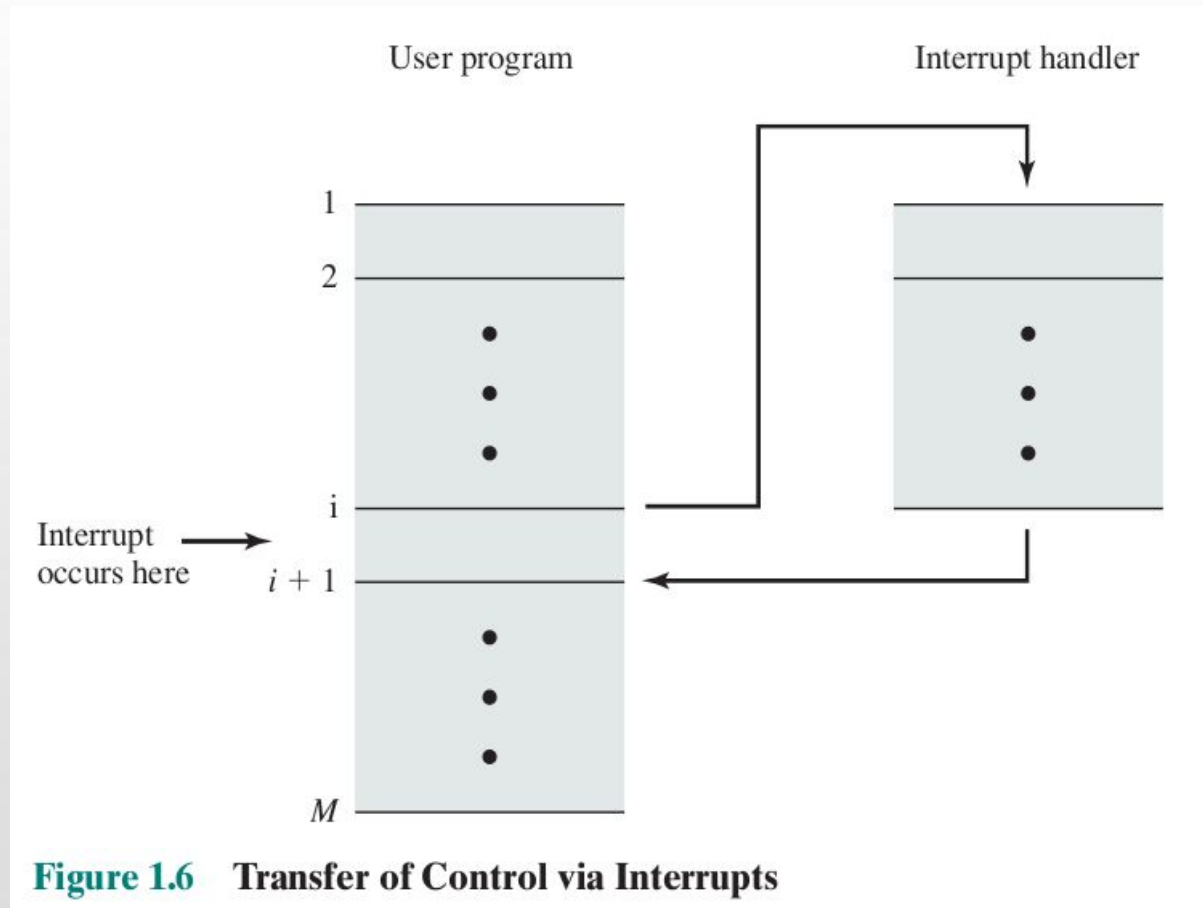 User program
Interrupt handler
1
2
i
Interrupt
occurs here
i + 1
M
Figure 1.6 Transfer of Control via Interrupts